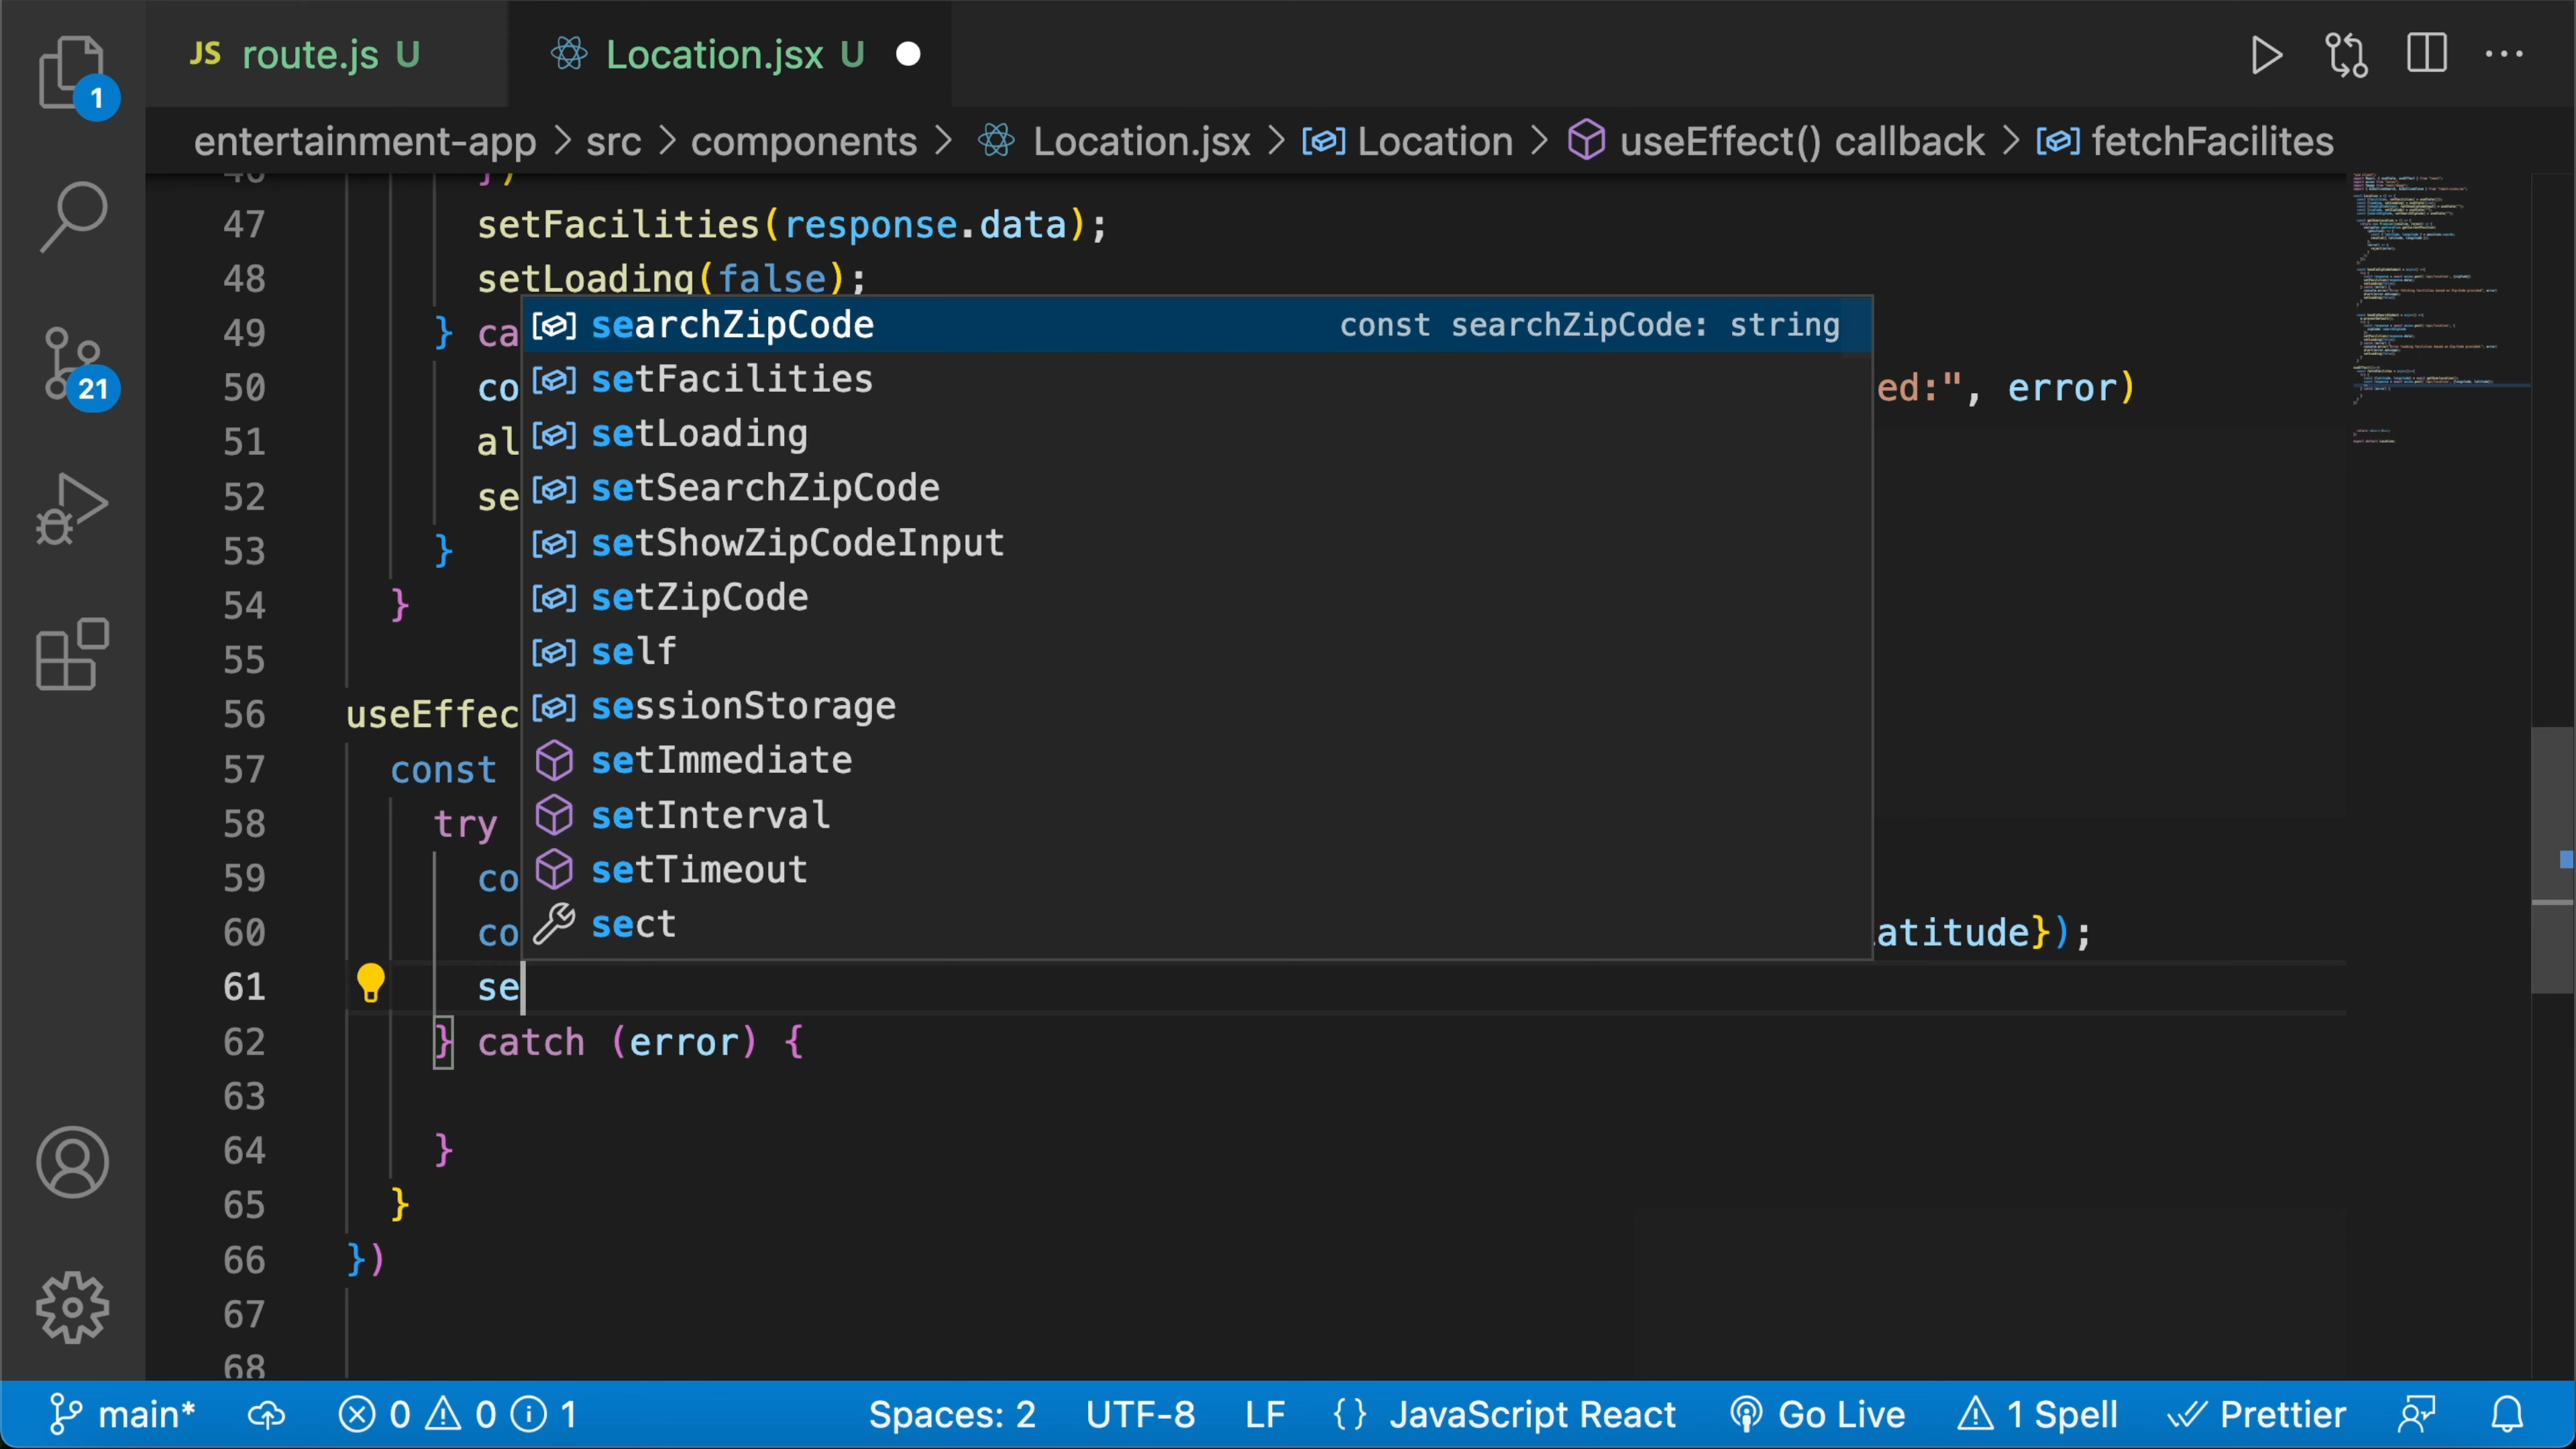 1
JS route.js U
Location.jsx U
entertainment-app > src > components > Location.jsx > Location > useEffect() callback > fetchFacilites
21
46 })
47 setFacilities(response.data);
48 setLoading(false);
49 } ca
50 co ed:", error)
51 al
52 se
53 }
54 }
55
56 useEffec
57 const
58 try
59 co
60 co atitude});
61 se
62 } catch (error) {
63
64 }
65 }
66 })
67
68
searchZipCode const searchZipCode: string
setFacilities
setLoading
setSearchZipCode
setShowZipCodeInput
setZipCode
self
sessionStorage
setImmediate
setInterval
setTimeout
sect
main* 0 0 1 Spaces: 2 UTF-8 LF {} JavaScript React Go Live 1 Spell Prettier